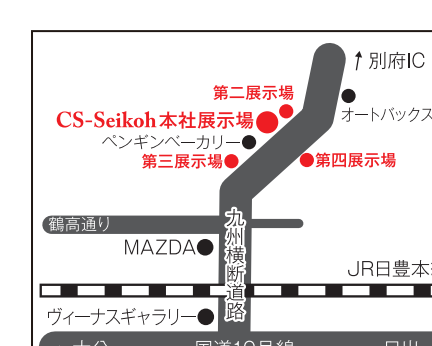 ↑別府IC
第二展示場
オートバックス
CS-Seikoh本社展示場
ペンギンベーカリー
第三展示場
第四展示場
鶴高通り
九州横断道路
MAZDA
JR日豊本
ヴィーナスギャラリー